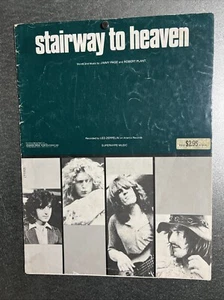 stairway to heaven
Words and Music by JIMMY PAGE and ROBERT PLANT
Recorded by LED ZEPPELIN on Atlantic Records
SUPERHYPE MUSIC
$2.95